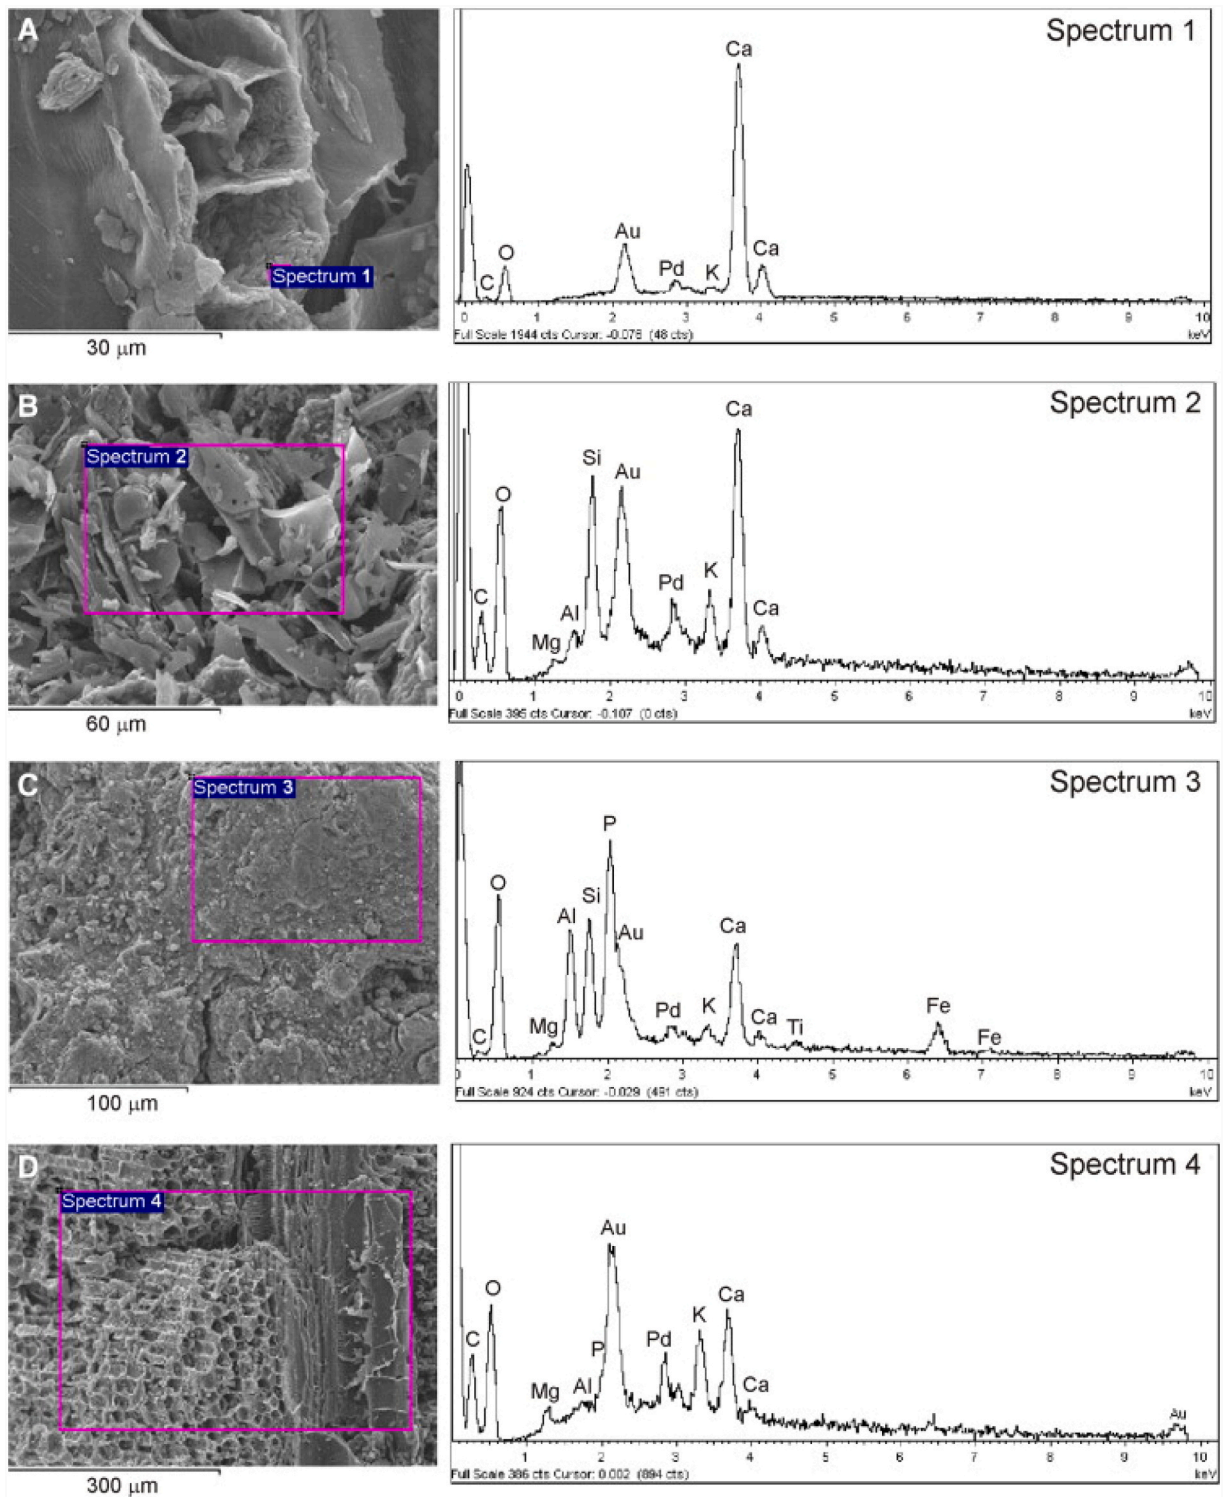 A
Spectrum 1
30 μm
Spectrum 1
Ca
Au
O
Ca
Pd
K
C
0 1 2 3 4 5 6 7 8 9 10
Full Scale 1944 cts Cursor: -0.078 (48 cts)
keV
B
Spectrum 2
60 μm
Spectrum 2
Ca
Si
Au
O
K
Pd
C
Al
Ca
Mg
0 1 2 3 4 5 6 7 8 9 10
Full Scale 395 cts Cursor: -0.107 (0 cts)
keV
C
Spectrum 3
100 μm
Spectrum 3
P
O
Si
Al
Au
Ca
Pd
K
Fe
Ca
Ti
Mg
C
Fe
0 1 2 3 4 5 6 7 8 9 10
Full Scale 924 cts Cursor: -0.029 (491 cts)
keV
D
Spectrum 4
300 μm
Spectrum 4
Au
O
Ca
K
C
P
Pd
Mg
Al
Ca
Au
1 2 3 4 5 6 7 8 9 10
Full Scale 386 cts Cursor: 0.002 (894 cts)
keV